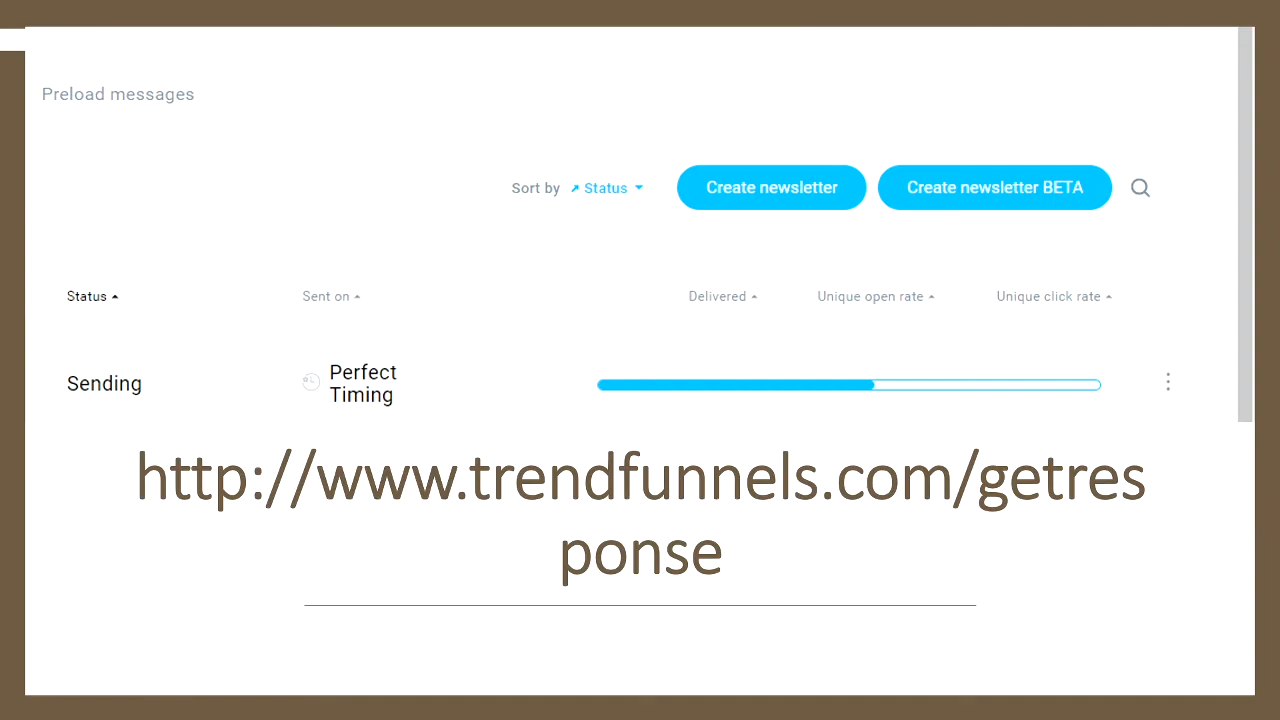 Preload messages
Sort by Status Create newsletter Create newsletter BETA
Status Sent on Delivered Unique open rate Unique click rate
Sending Perfect
Timing
http://www.trendfunnels.com/getres
ponse